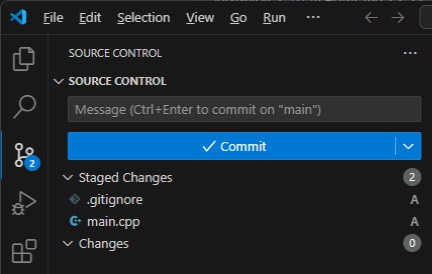 File Edit Selection View Go Run ...
SOURCE CONTROL ...
SOURCE CONTROL
Message (Ctrl+Enter to commit on "main")
Commit
Staged Changes 2
.gitignore A
main.cpp A
2
Changes 0